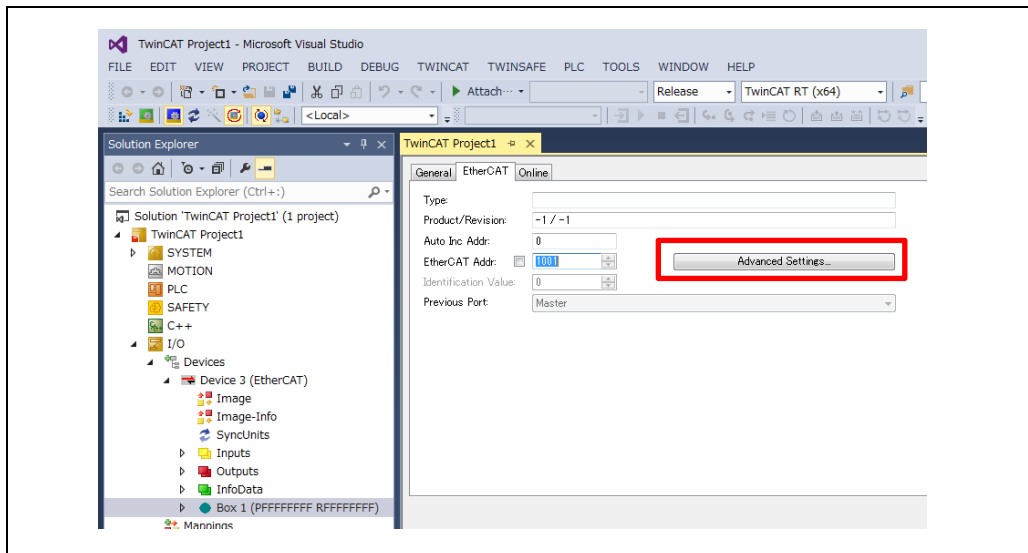 TwinCAT Project1 - Microsoft Visual Studio
FILE EDIT VIEW PROJECT BUILD DEBUG TWINCAT TWINSAFE PLC TOOLS WINDOW HELP
Attach... Release TwinCAT RT (x64)
<Local>
Solution Explorer
Search Solution Explorer (Ctrl+:)
Solution 'TwinCAT Project1' (1 project)
TwinCAT Project1
SYSTEM
MOTION
PLC
SAFETY
C++
I/O
Devices
Device 3 (EtherCAT)
Image
Image-Info
SyncUnits
Inputs
Outputs
InfoData
Box 1 (PFFFFFFFF RFFFFFFFF)
Mappings
TwinCAT Project1
General EtherCAT Online
Type:
Product/Revision: -1 / -1
Auto Inc Addr: 0
EtherCAT Addr: 1001 Advanced Settings...
Identification Value: 0
Previous Port: Master